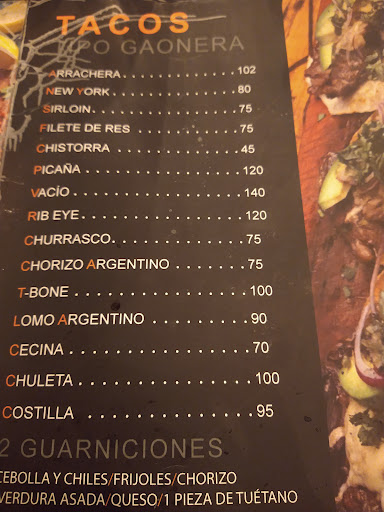 TACOS
TIPO GAONERA
ARRACHERA................102
NEW YORK................80
SIRLOIN....................75
FILETE DE RES............75
CHISTORRA................45
PICAÑA....................120
VACÍO......................140
RIB EYE....................120
CHURRASCO..............75
CHORIZO ARGENTINO........75
T-BONE....................100
LOMO ARGENTINO..........90
CECINA....................70
CHULETA..................100
COSTILLA..................95
2 GUARNICIONES
CEBOLLA Y CHILES/FRIJOLES/CHORIZO
VERDURA ASADA/QUESO/1 PIEZA DE TUÉTANO